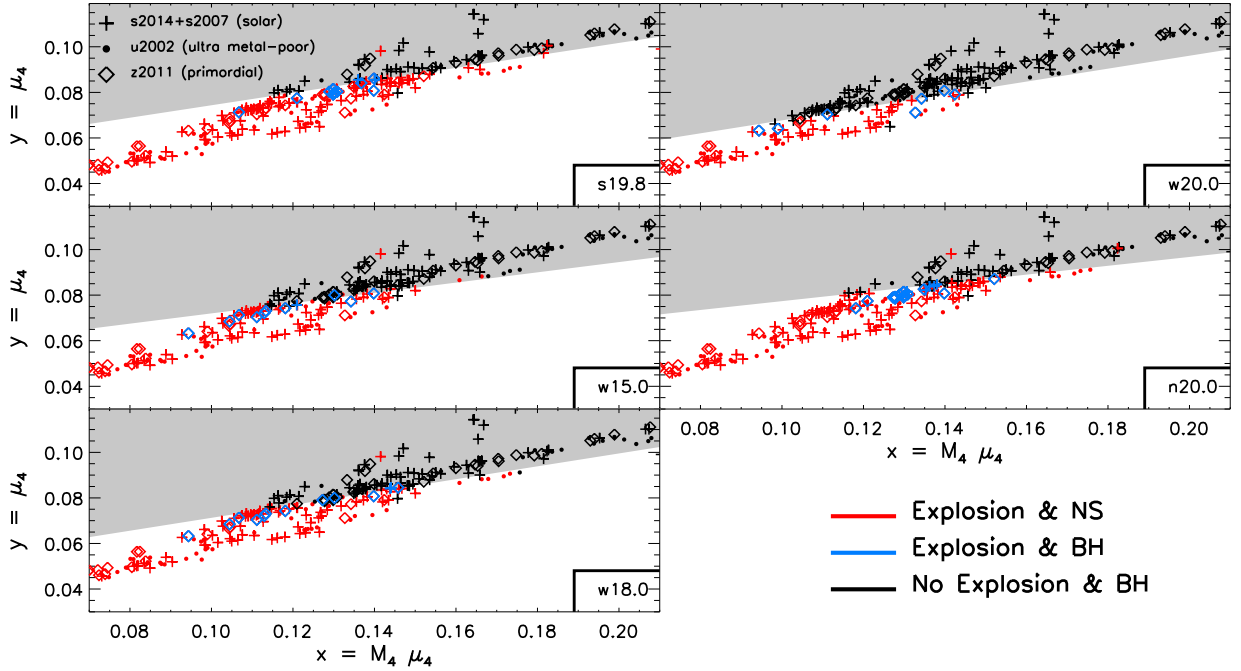 s2014+s2007 (solar)
u2002 (ultra metal-poor)
z2011 (primordial)
0.10
0.08
0.06
0.04
y = μ₄
s19.8
w20.0
0.10
0.08
0.06
0.04
y = μ₄
w15.0
n20.0
0.08 0.10 0.12 0.14 0.16 0.18 0.20
x = M₄ μ₄
0.10
0.08
0.06
0.04
y = μ₄
w18.0
0.08 0.10 0.12 0.14 0.16 0.18 0.20
x = M₄ μ₄
Explosion & NS
Explosion & BH
No Explosion & BH